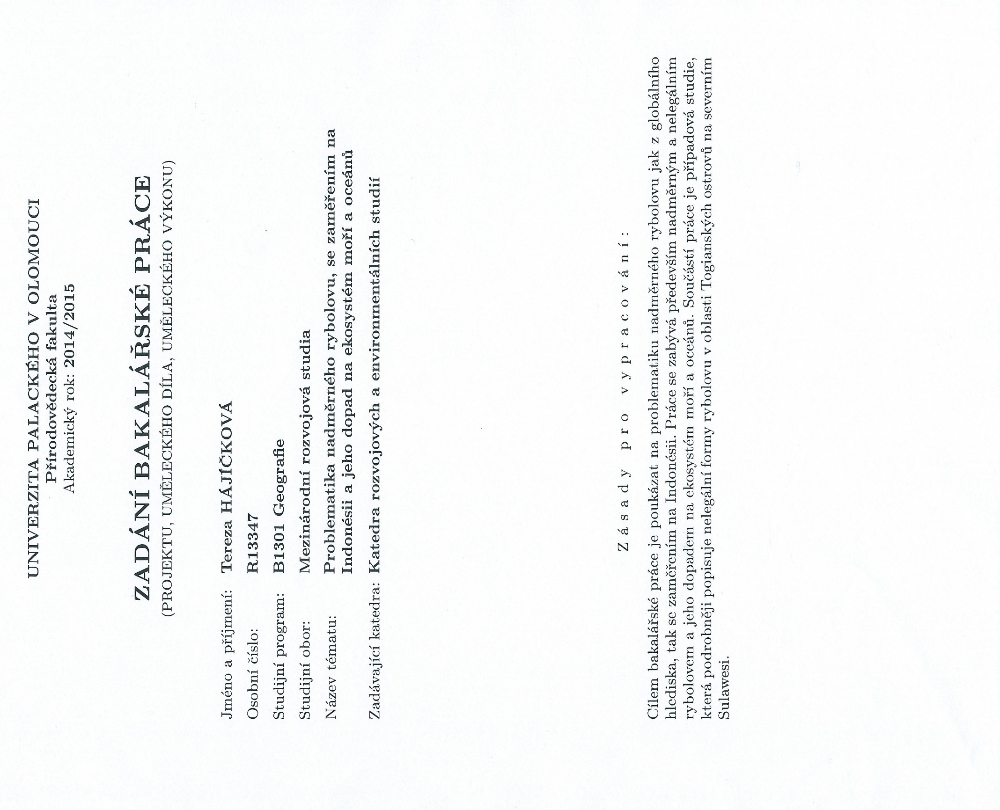 UNIVERZITA PALACKÉHO V OLOMOUCI
Přírodovědecká fakulta
Akademický rok: 2014/2015
ZADÁNÍ BAKALÁŘSKÉ PRÁCE
(PROJEKTU, UMĚLECKÉHO DÍLA, UMĚLECKÉHO VÝKONU)
Jméno a příjmení: Tereza HÁJÍČKOVÁ
Osobní číslo: R13347
Studijní program: B1301 Geografie
Studijní obor: Mezinárodní rozvojová studia
Název tématu: Problematika nadměrného rybolovu, se zaměřením na
Indonésii a jeho dopad na ekosystém moří a oceánů
Zadávající katedra: Katedra rozvojových a environmentálních studií
Zásady pro vypracování:
Cílem bakalářské práce je poukázat na problematiku nadměrného rybolovu jak z globálního
hlediska, tak se zaměřením na Indonésii. Práce se zabývá především nadměrným a nelegálním
rybolovem a jeho dopadem na ekosystém moří a oceánů. Součástí práce je případová studie,
která podrobněji popisuje nelegální formy rybolovu v oblasti Togianských ostrovů na severním
Sulawesi.